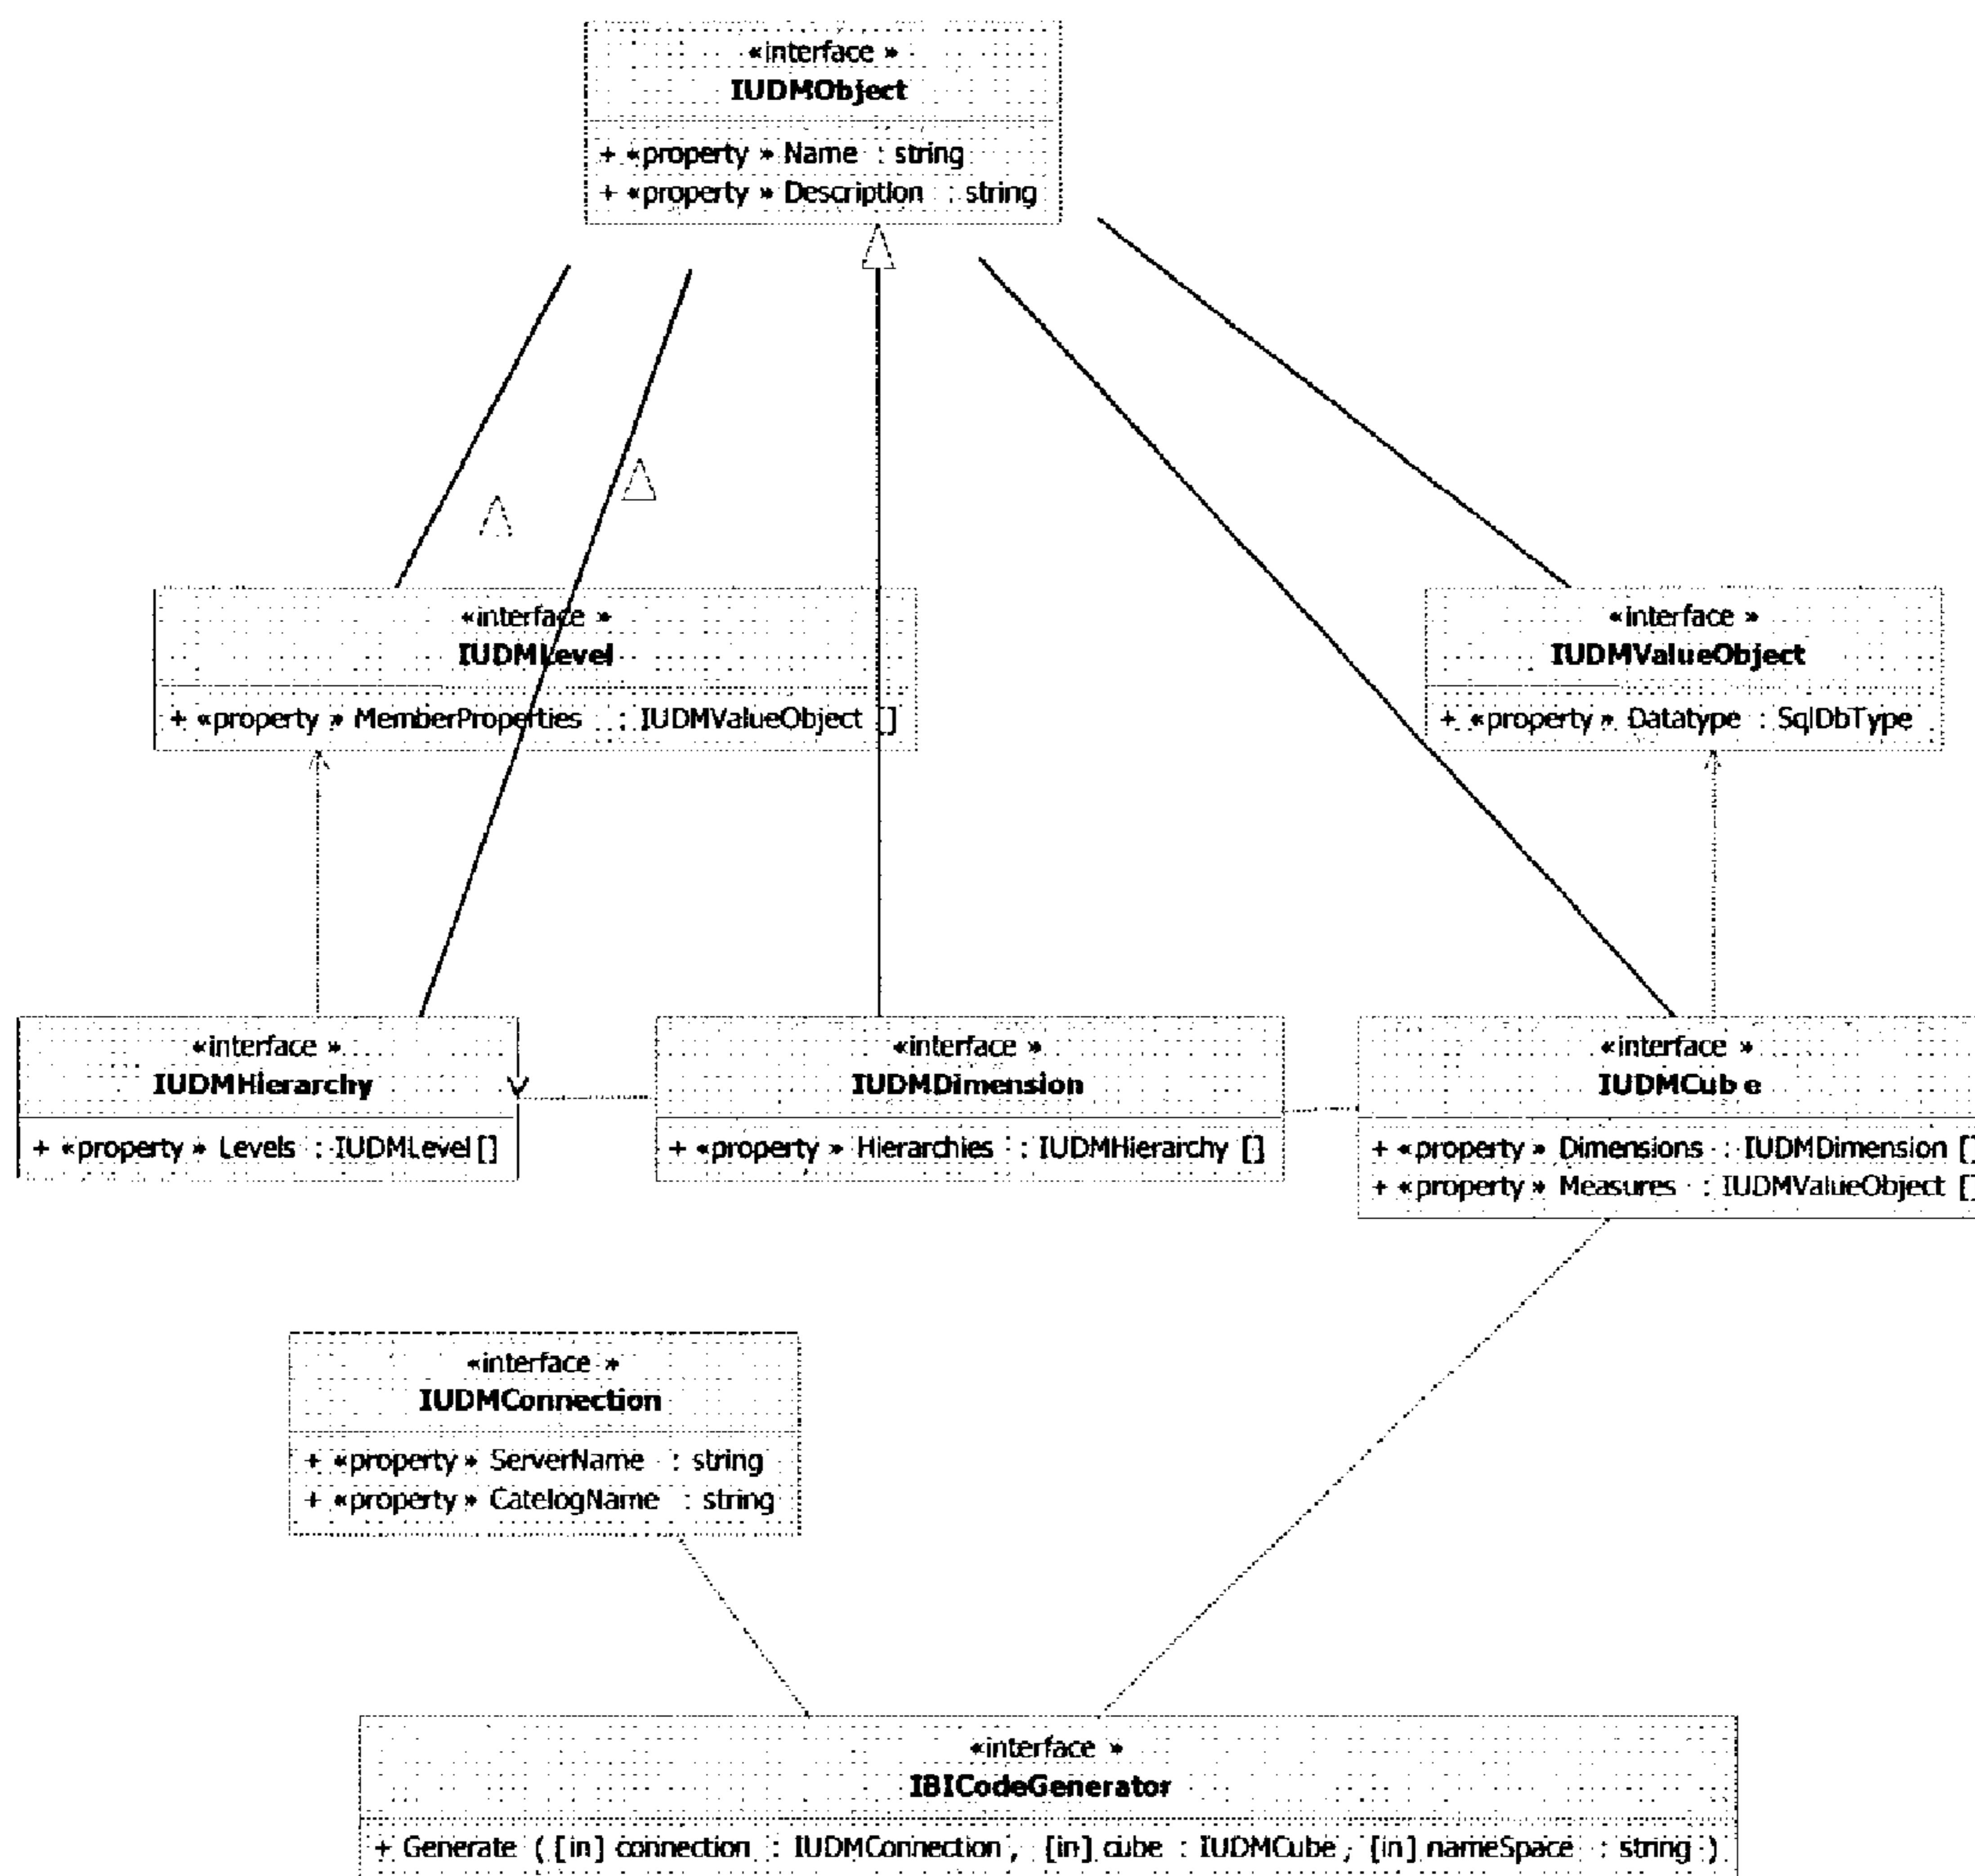 «interface »
IUDMObject
+ «property » Name : string
+ «property » Description : string
«interface »
IUDMLevel
+ «property » MemberProperties : IUDMValueObject []
«interface »
IUDMValueObject
+ «property » Datatype : SqlDbType
«interface »
IUDMHierarchy
+ «property » Levels : IUDMLevel []
«interface »
IUDMDimension
+ «property » Hierarchies : IUDMHierarchy []
«interface »
IUDMCube
+ «property » Dimensions : IUDMDimension []
+ «property » Measures : IUDMValueObject []
«interface »
IUDMConnection
+ «property » ServerName : string
+ «property » CatelogName : string
«interface »
IBICodeGenerator
+ Generate ( [in] connection : IUDMConnection , [in] cube : IUDMCube , [in] nameSpace : string )